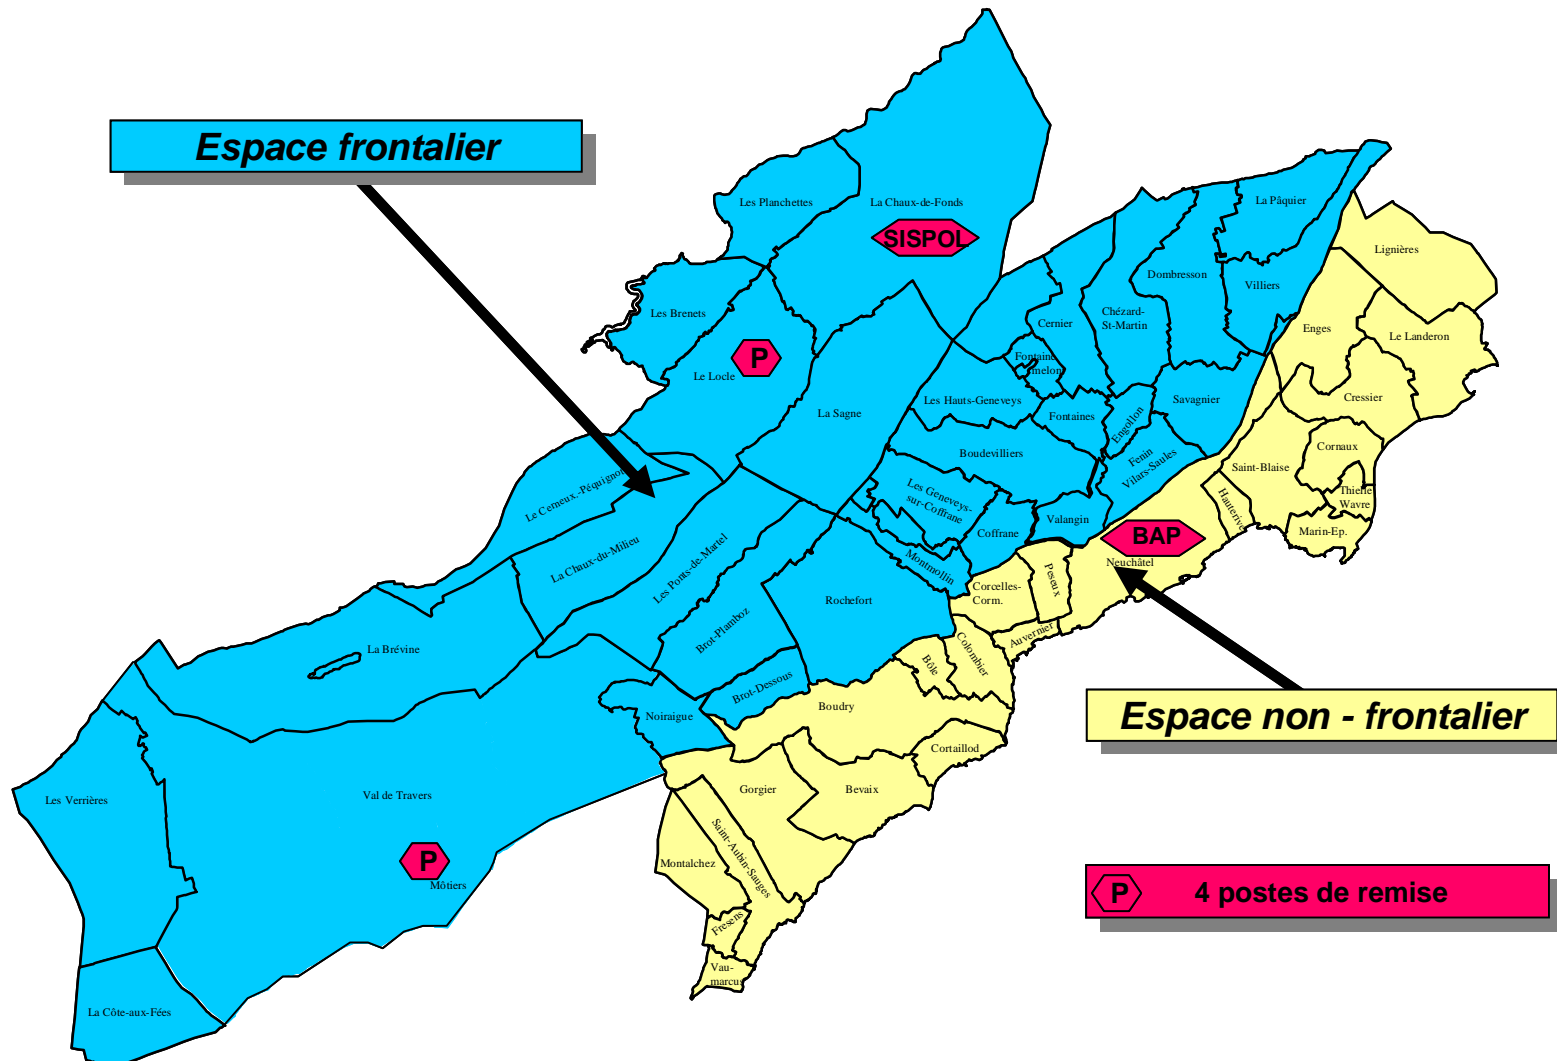 Espace frontalier
Les Planchettes
La Chaux-de-Fonds
SISPOL
La Pâquier
Lignières
Dombresson
Villiers
Les Brenets
Cernier
Chézard-
St-Martin
Enges
Le Landeron
P
Le Locle
Fontaine
melon
La Sagne
Les Hauts-Geneveys
Fontaines
Engollon
Savagnier
Cressier
Boudevilliers
Fenin
Vilars-Saules
Saint-Blaise
Cornaux
Le Cerneux.-Péquignot
Les Geneveys-
sur-Coffrane
Thielle
Wavre
Hauterive
Marin-Ep.
Coffrane
Valangin
BAP
Neuchâtel
La Chaux-du-Milieu
Les Ponts-de-Martel
Montmollin
Corcelles-
Corm.
Peseux
Rochefort
Brot-Plamboz
Auvernier
La Brévine
Bôle
Colombier
Brot-Dessous
Noiraigue
Boudry
Espace non - frontalier
Cortaillod
Les Verrières
Val de Travers
Gorgier
Bevaix
P
Môtiers
Montalchez
Saint-Aubin-Sauges
P
4 postes de remise
Fresens
Vau-
marcus
La Côte-aux-Fées